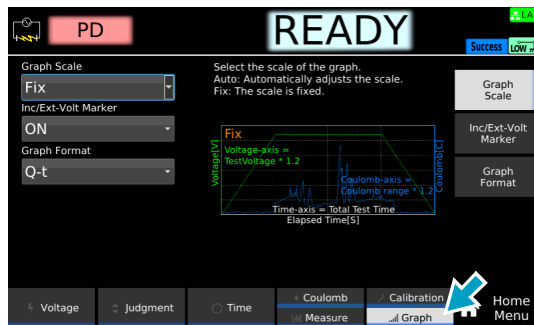 PD
READY
LA
Success
LOW
Graph Scale
Fix
Inc/Ext-Volt Marker
ON
Graph Format
Q-t
Select the scale of the graph.
Auto: Automatically adjusts the scale.
Fix: The scale is fixed.
Fix
Voltage-axis =
TestVoltage * 1.2
Voltage[V]
Coulomb-axis =
Coulomb range * 1.2
Coulomb[C]
Time-axis = Total Test Time
Elapsed Time[S]
Graph
Scale
Inc/Ext-Volt
Marker
Graph
Format
Voltage
Judgment
Time
Coulomb
Measure
Calibration
Graph
Home
Menu